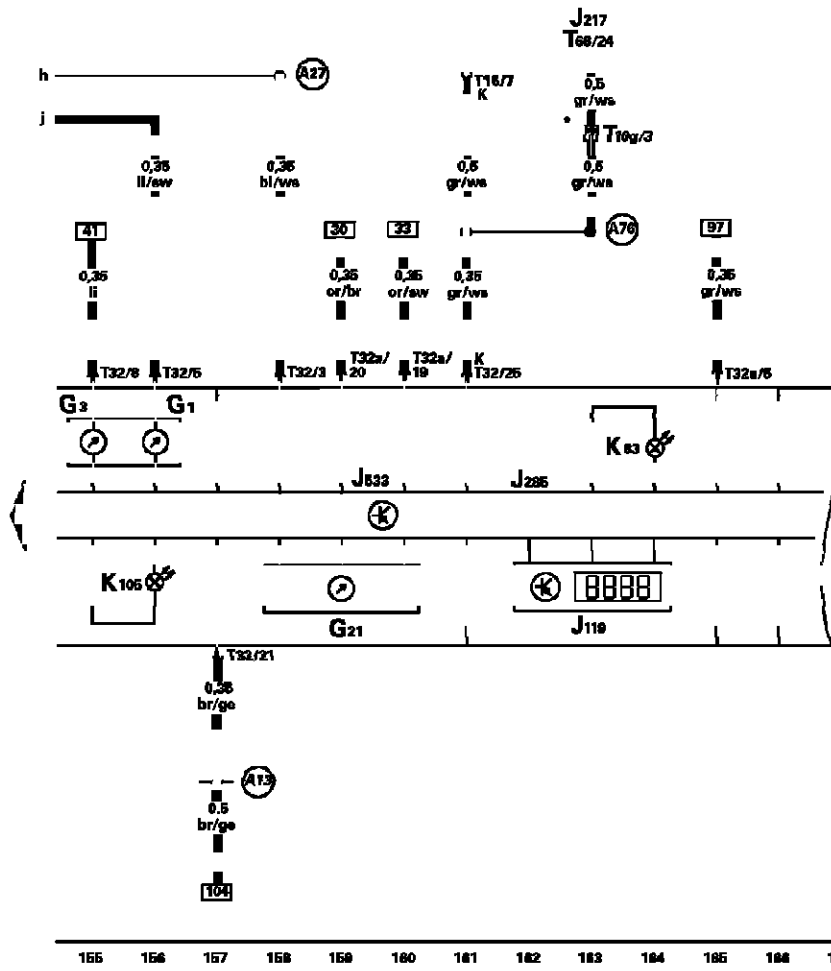 J217
T68/24
h
A27
T16/7
K
0,5
gr/ws
j
T10g/3
0,35
li/sw
0,35
bl/ws
0,5
gr/ws
0,5
gr/ws
41
30
33
A76
97
0,35
li
0,35
or/br
0,35
or/sw
0,35
gr/ws
0,35
gr/ws
T32/8
T32/5
T32/3
T32a/
20
T32a/
19
K
T32/25
T32a/5
G3
G1
K83
J533
J285
K105
G21
J119
T32/21
0,35
br/ge
A13
0.5
br/ge
104
155 156 157 158 159 160 161 162 163 164 165 166